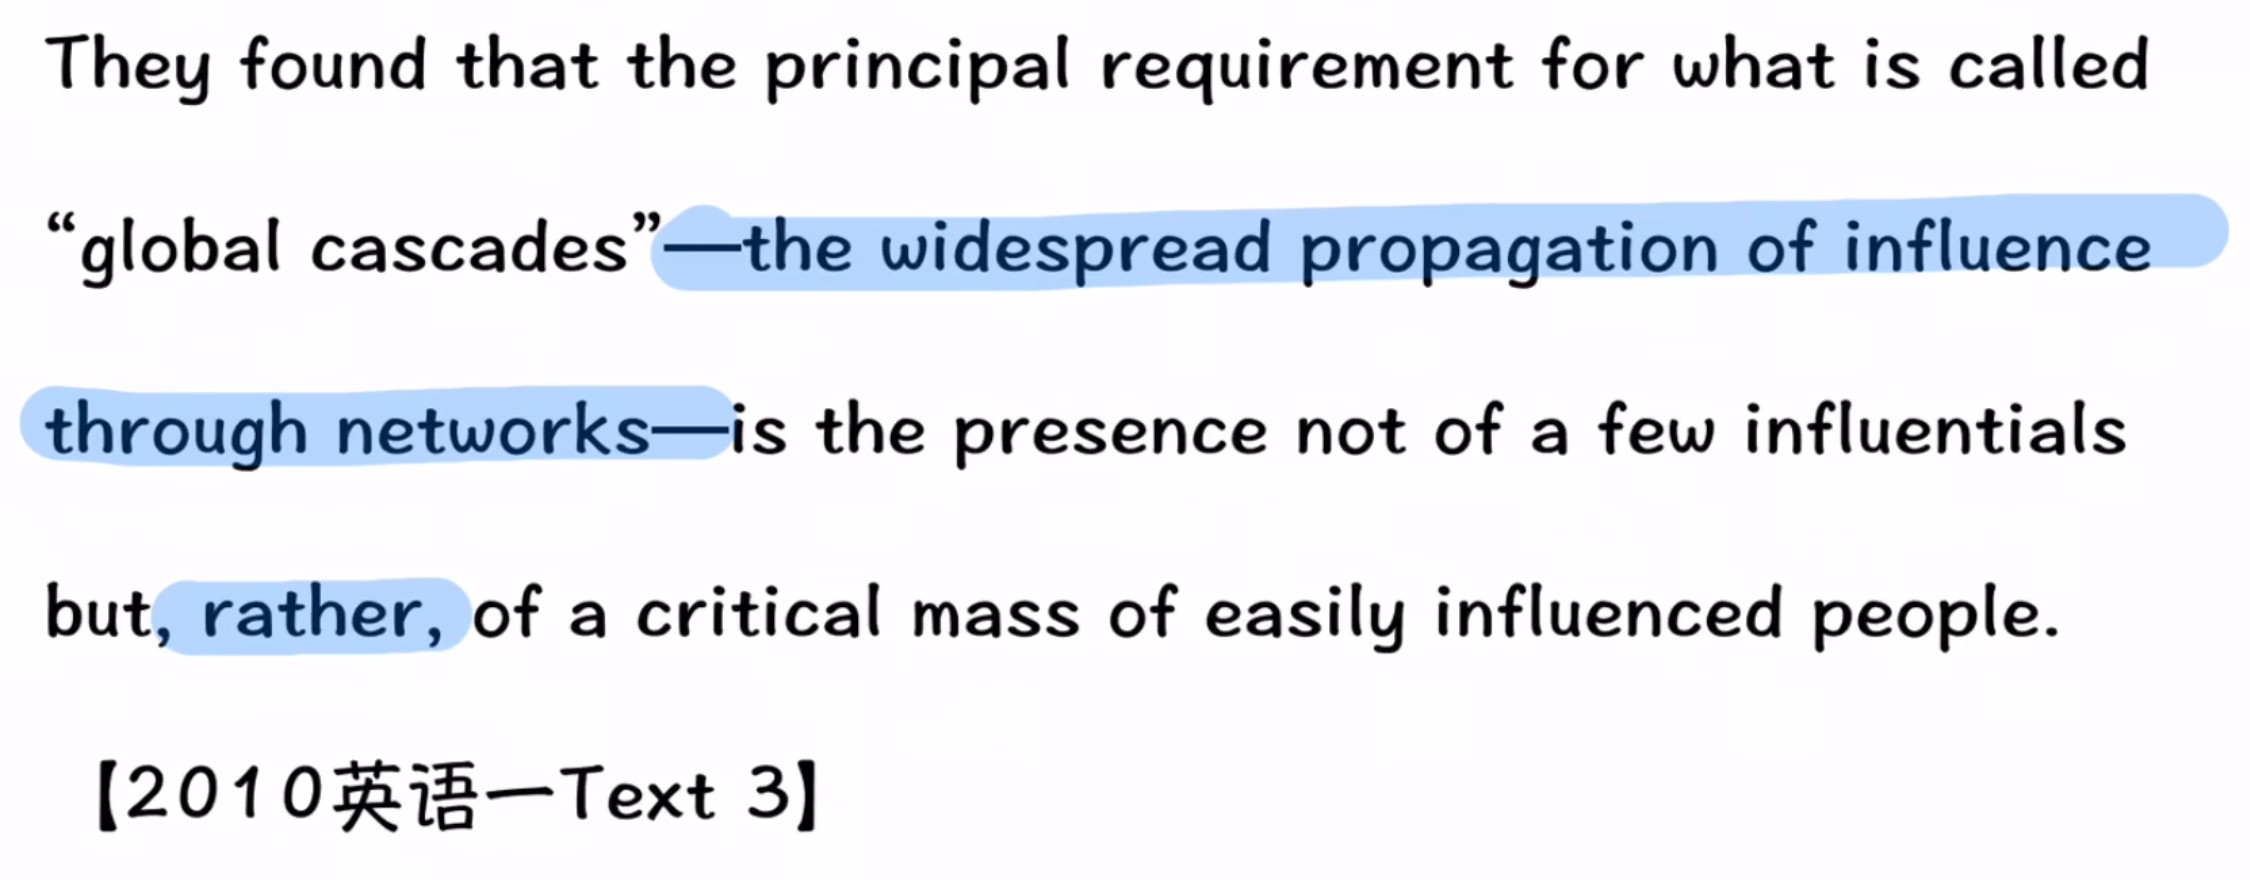 They found that the principal requirement for what is called
“global cascades”—the widespread propagation of influence
through networks—is the presence not of a few influentials
but, rather, of a critical mass of easily influenced people.
【2010英语一Text 3】